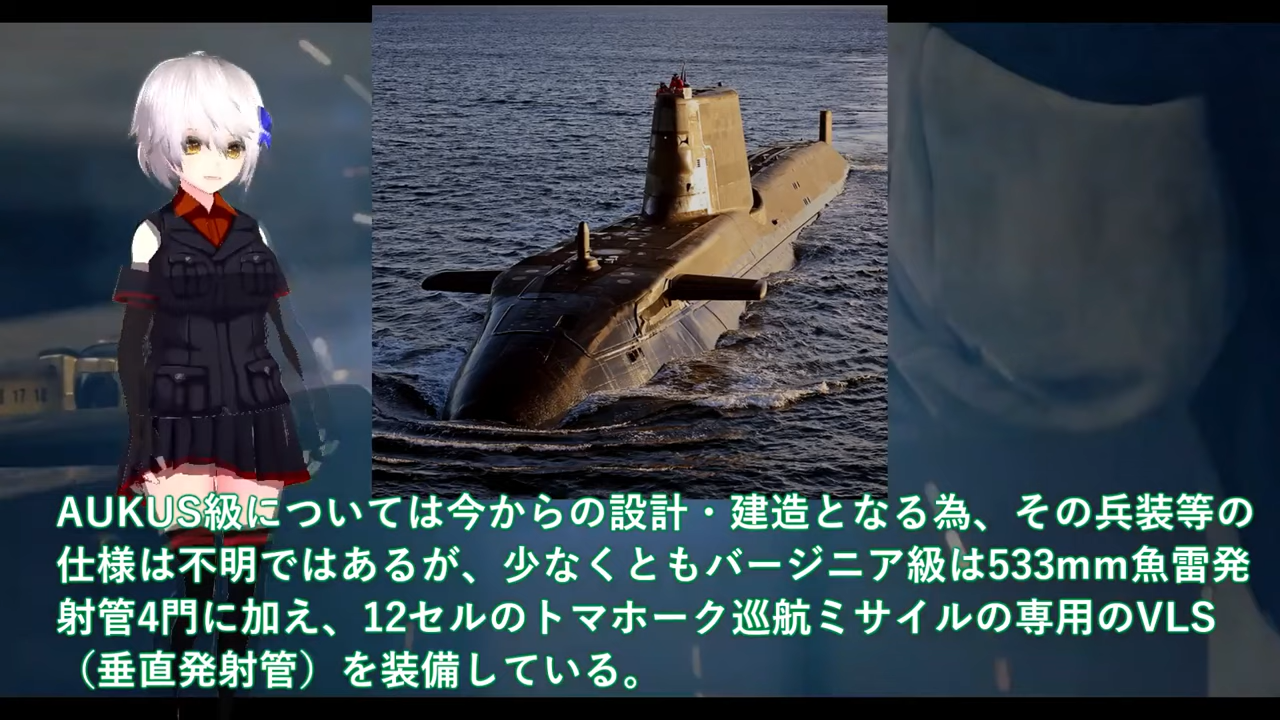 AUKUS級については今からの設計・建造となる為、その兵装等の
仕様は不明ではあるが、少なくともバージニア級は533mm魚雷発
射管4門に加え、12セルのトマホーク巡航ミサイルの専用のVLS
（垂直発射管）を装備している。
17 18